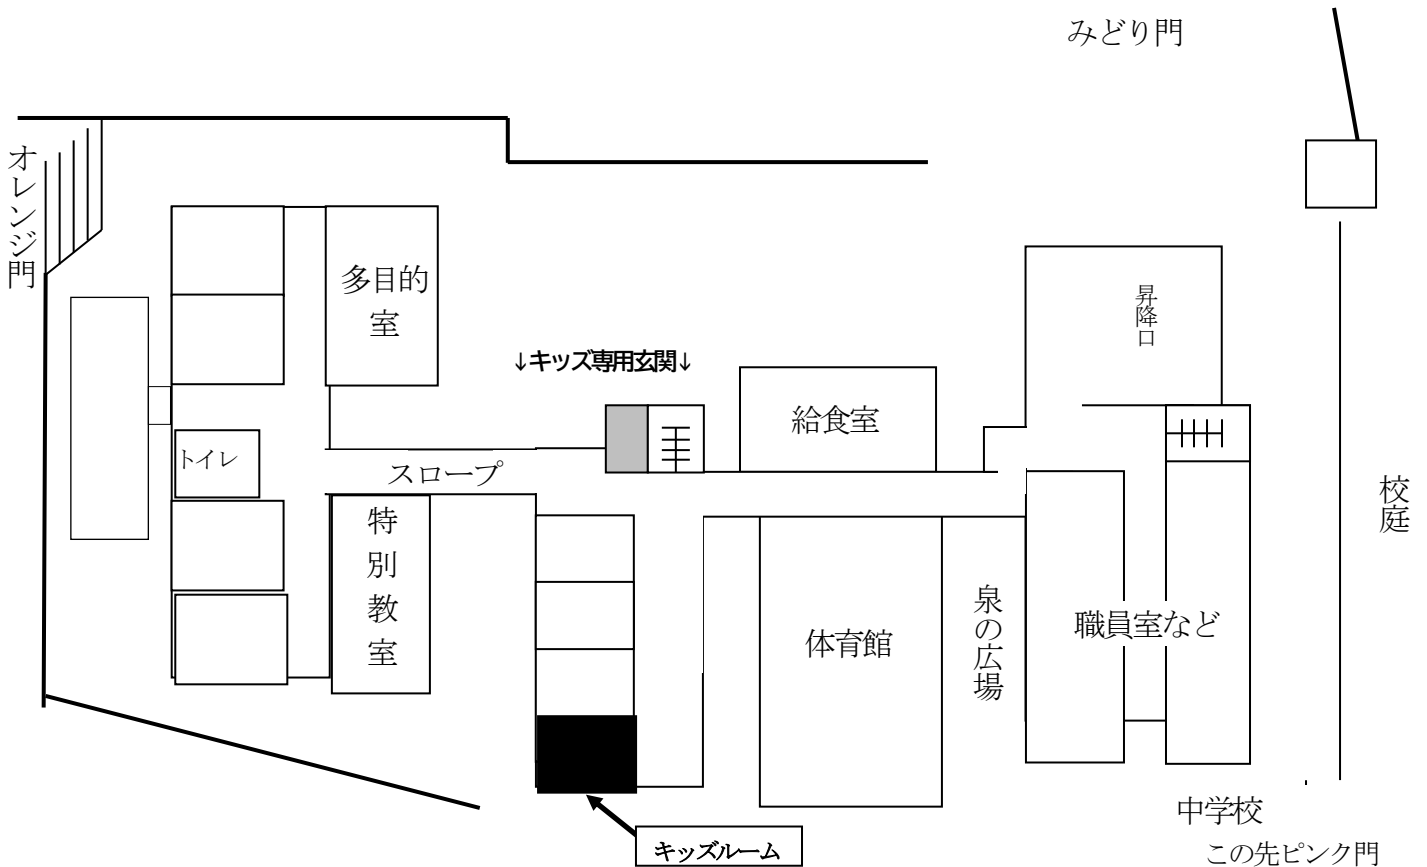 みどり門
オレンジ門
多目的
室
↓キッズ専用玄関↓
昇降口
給食室
トイレ
スロープ
校庭
特
別
教
室
体育館
泉の広場
職員室など
中学校
キッズルーム
この先ピンク門